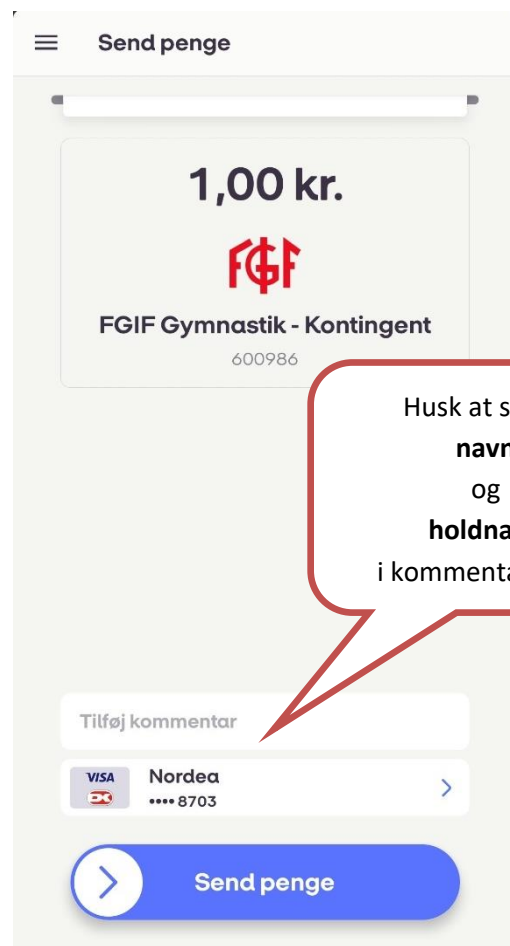 Send penge
1,00 kr.
FGIF
FGIF Gymnastik - Kontingent
600986
Husk at s
navn
og
holdna
i kommenta
Tilføj kommentar
VISA
Nordea
•••• 8703
Send penge